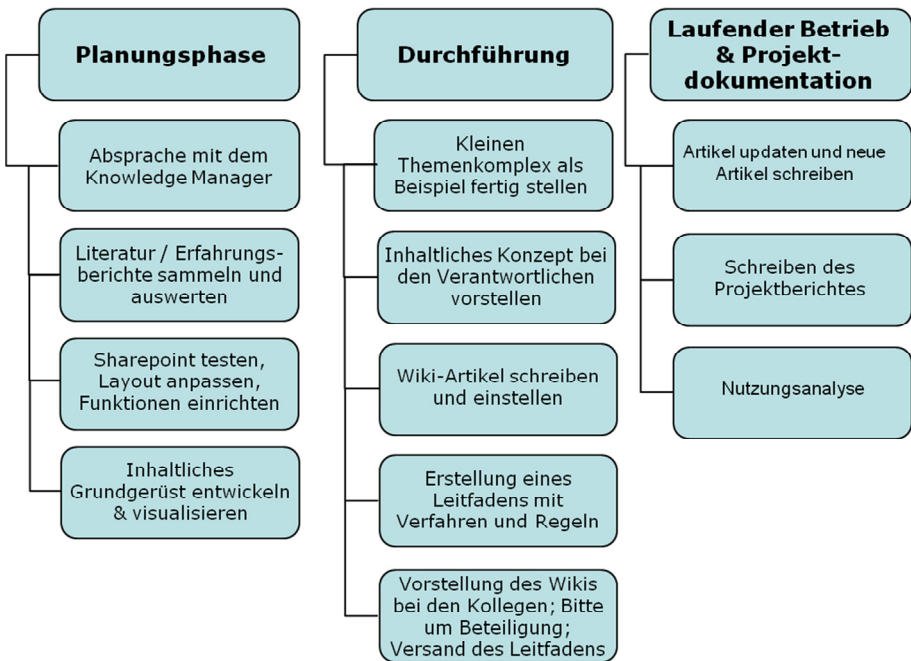 Planungsphase
Absprache mit dem
Knowledge Manager
Literatur / Erfahrungs-
berichte sammeln und
auswerten
Sharepoint testen,
Layout anpassen,
Funktionen einrichten
Inhaltliches
Grundgerüst entwickeln
& visualisieren
Durchführung
Kleinen
Themenkomplex als
Beispiel fertig stellen
Inhaltliches Konzept bei
den Verantwortlichen
vorstellen
Wiki-Artikel schreiben
und einstellen
Erstellung eines
Leitfadens mit
Verfahren und Regeln
Vorstellung des Wikis
bei den Kollegen; Bitte
um Beteiligung;
Versand des Leitfadens
Laufender Betrieb
& Projekt-
dokumentation
Artikel updaten und neue
Artikel schreiben
Schreiben des
Projektberichtes
Nutzungsanalyse